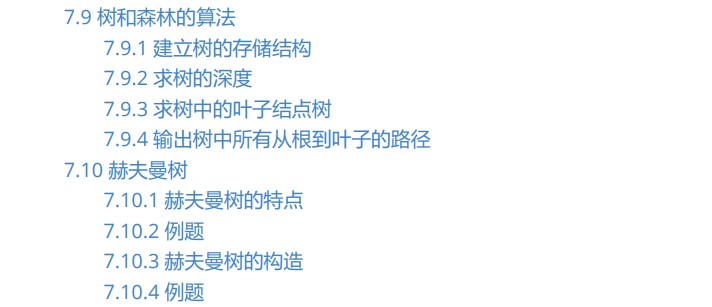 7.9 树和森林的算法
7.9.1 建立树的存储结构
7.9.2 求树的深度
7.9.3 求树中的叶子结点树
7.9.4 输出树中所有从根到叶子的路径
7.10 赫夫曼树
7.10.1 赫夫曼树的特点
7.10.2 例题
7.10.3 赫夫曼树的构造
7.10.4 例题